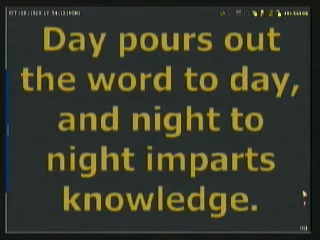 Day pours out
the word to day,
and night to
night imparts
knowledge.